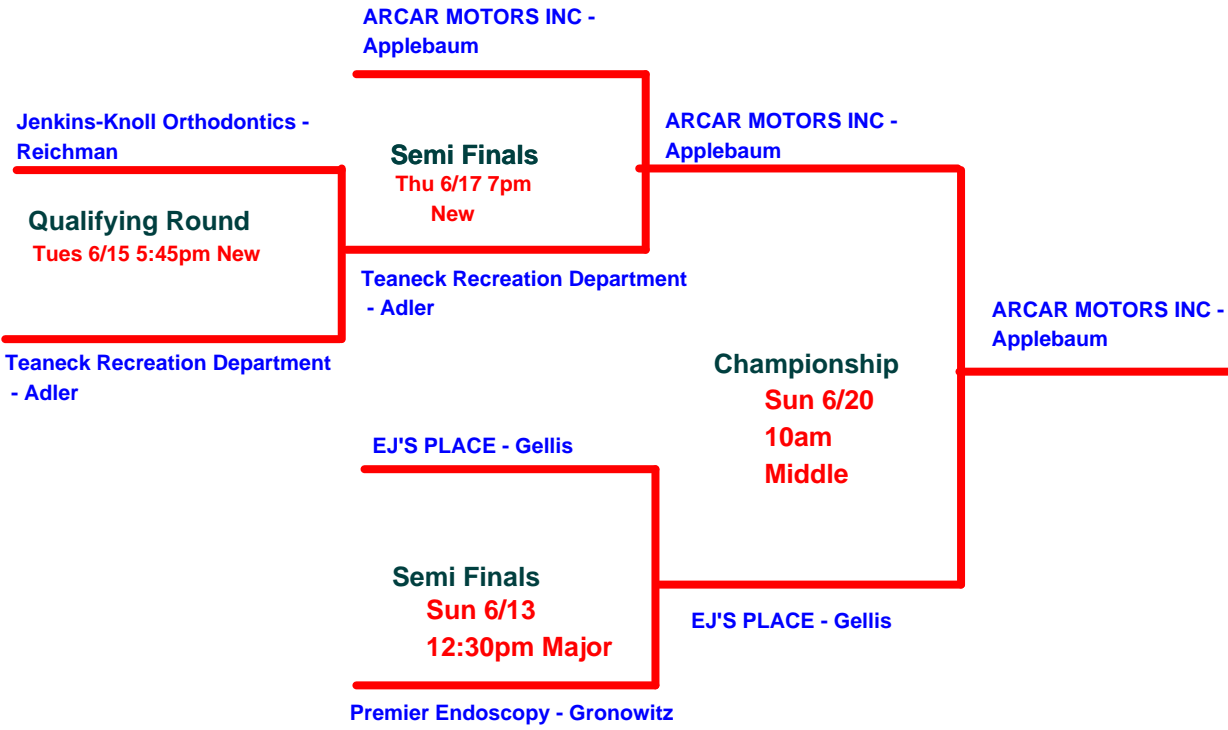 ARCAR MOTORS INC -
Applebaum
Jenkins-Knoll Orthodontics -
Reichman
Semi Finals
Thu 6/17 7pm
New
ARCAR MOTORS INC -
Applebaum
Qualifying Round
Tues 6/15 5:45pm New
Teaneck Recreation Department
- Adler
Teaneck Recreation Department
- Adler
ARCAR MOTORS INC -
Applebaum
Championship
Sun 6/20
10am
Middle
EJ'S PLACE - Gellis
Semi Finals
Sun 6/13
12:30pm Major
EJ'S PLACE - Gellis
Premier Endoscopy - Gronowitz